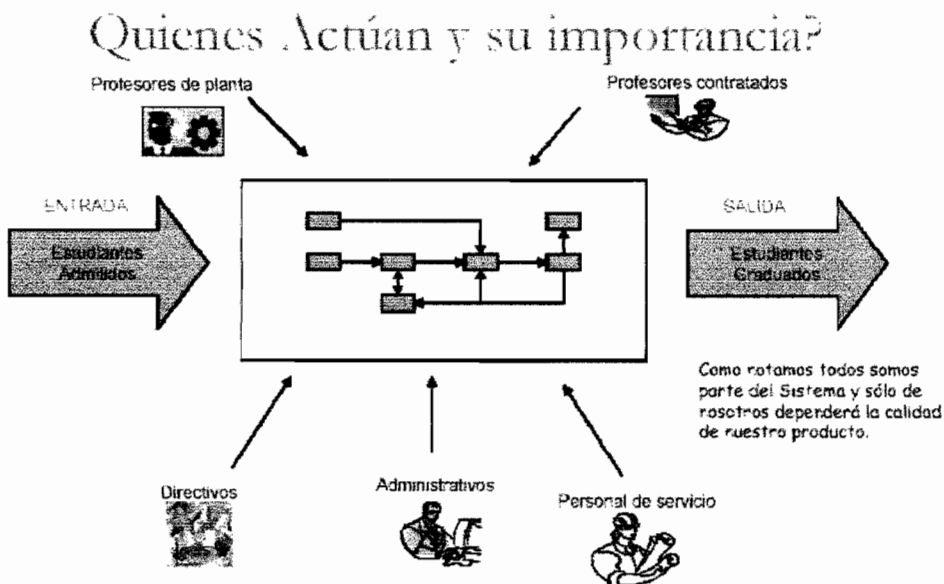 Quienes Actúan y su importancia?
Profesores de planta
Profesores contratados
ENTRADA
Estudiantes
Admitidos
SALIDA
Estudiantes
Graduados
Como notamos todos somos
parte del Sistema y sólo de
nosotros dependerá la calidad
de nuestro producto.
Directivos
Administrativos
Personal de servicio